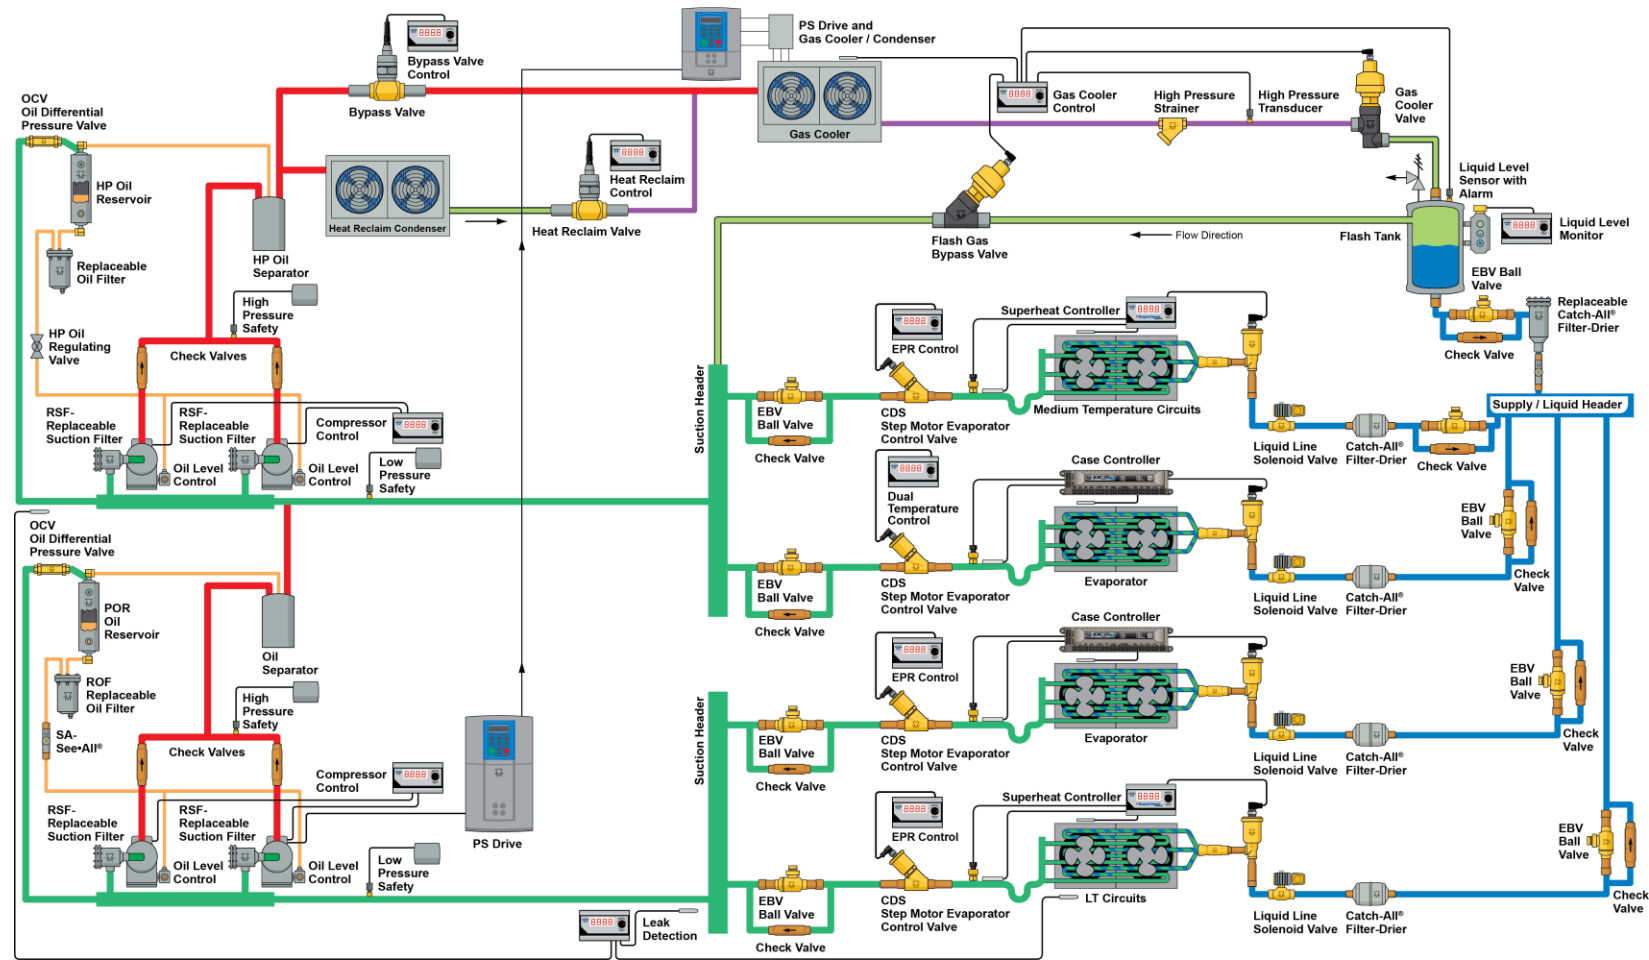 PS Drive and
Gas Cooler / Condenser
Bypass Valve
Control
Bypass Valve
OCV
Oil Differential
Pressure Valve
HP Oil
Reservoir
Replaceable
Oil Filter
HP Oil
Separator
High
Pressure
Safety
HP Oil
Regulating
Valve
Check Valves
Heat Reclaim Condenser
Heat Reclaim
Control
Heat Reclaim Valve
Gas Cooler
Gas Cooler
Control
High Pressure
Strainer
High Pressure
Transducer
Gas
Cooler
Valve
Liquid Level
Sensor with
Alarm
Liquid Level
Monitor
Flash Tank
Flow Direction
Flash Gas
Bypass Valve
EBV Ball
Valve
Replaceable
Catch-All®
Filter-Drier
Check Valve
Supply / Liquid Header
RSF-
Replaceable
Suction Filter
RSF-
Replaceable
Suction Filter
Compressor
Control
Oil Level
Control
Oil Level
Control
Low
Pressure
Safety
Suction Header
EBV
Ball Valve
Check Valve
EPR Control
CDS
Step Motor Evaporator
Control Valve
Superheat Controller
Medium Temperature Circuits
Liquid Line
Solenoid Valve
Catch-All®
Filter-Drier
Check Valve
Dual
Temperature
Control
Case Controller
EBV
Ball Valve
Check Valve
CDS
Step Motor Evaporator
Control Valve
Evaporator
Liquid Line
Solenoid Valve
Catch-All®
Filter-Drier
EBV
Ball
Valve
Check
Valve
OCV
Oil Differential
Pressure Valve
POR
Oil
Reservoir
ROF
Replaceable
Oil Filter
SA-
See•All®
Oil
Separator
High
Pressure
Safety
Check Valves
RSF-
Replaceable
Suction Filter
RSF-
Replaceable
Suction Filter
Compressor
Control
Oil Level
Control
Oil Level
Control
Low
Pressure
Safety
PS Drive
Leak
Detection
Suction Header
EPR Control
Case Controller
EBV
Ball Valve
Check Valve
CDS
Step Motor Evaporator
Control Valve
Evaporator
Liquid Line
Solenoid Valve
Catch-All®
Filter-Drier
EBV
Ball
Valve
Check
Valve
EPR Control
Superheat Controller
EBV
Ball Valve
Check Valve
CDS
Step Motor Evaporator
Control Valve
LT Circuits
Liquid Line
Solenoid Valve
Catch-All®
Filter-Drier
EBV
Ball
Valve
Check
Valve